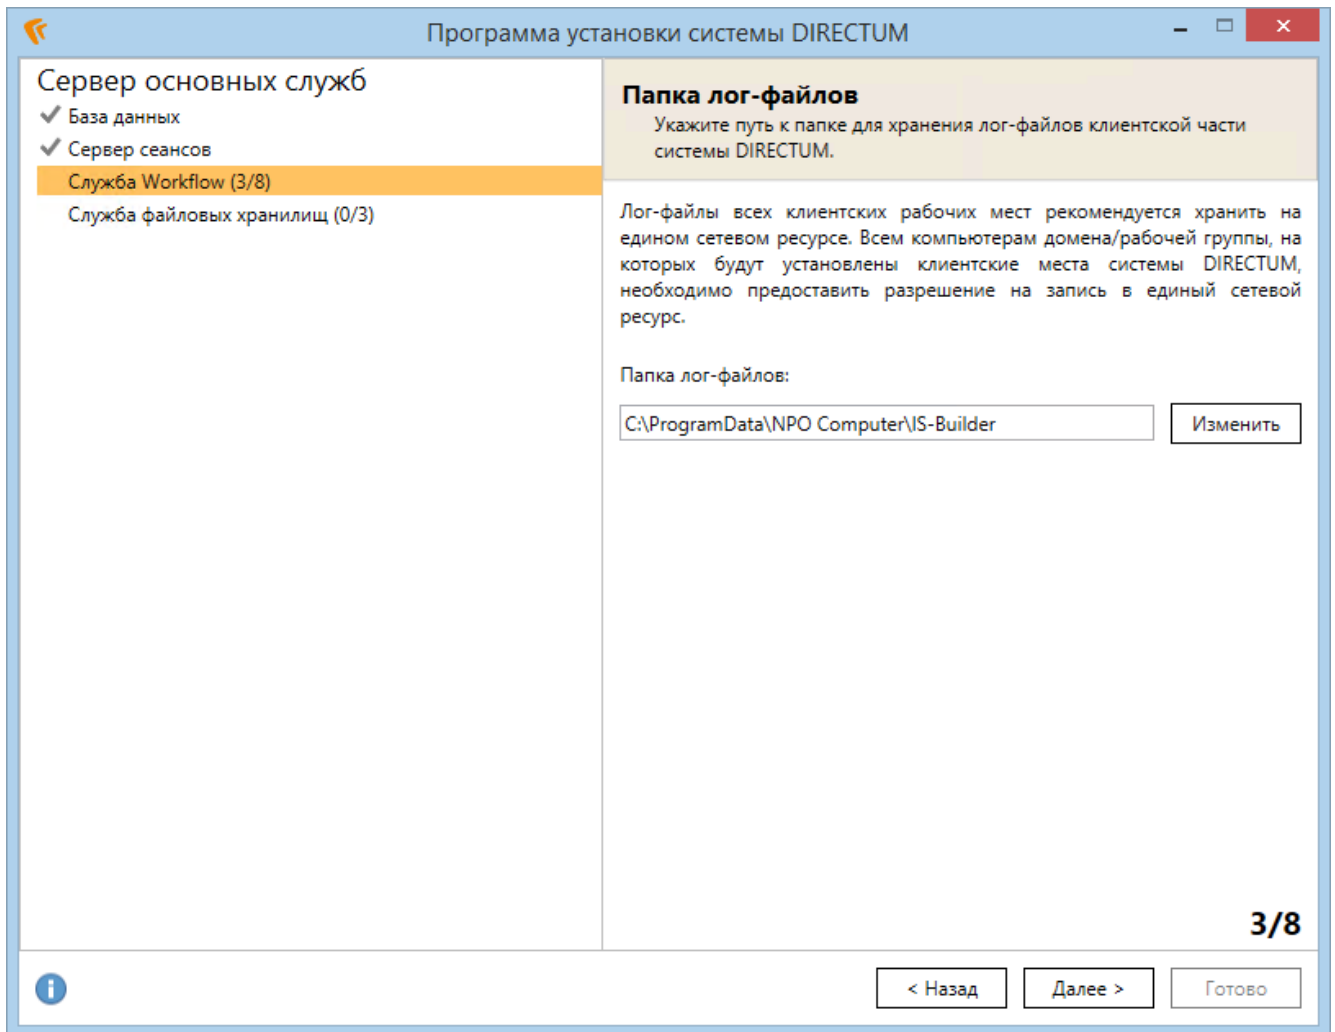 Программа установки системы DIRECTUM
Сервер основных служб
База данных
Сервер сеансов
Служба Workflow (3/8)
Служба файловых хранилищ (0/3)
Папка лог-файлов
Укажите путь к папке для хранения лог-файлов клиентской части
системы DIRECTUM.
Лог-файлы всех клиентских рабочих мест рекомендуется хранить на
едином сетевом ресурсе. Всем компьютерам домена/рабочей группы, на
которых будут установлены клиентские места системы DIRECTUM,
необходимо предоставить разрешение на запись в единый сетевой
ресурс.
Папка лог-файлов:
C:\ProgramData\NPO Computer\IS-Builder
Изменить
3/8
< Назад
Далее >
Готово